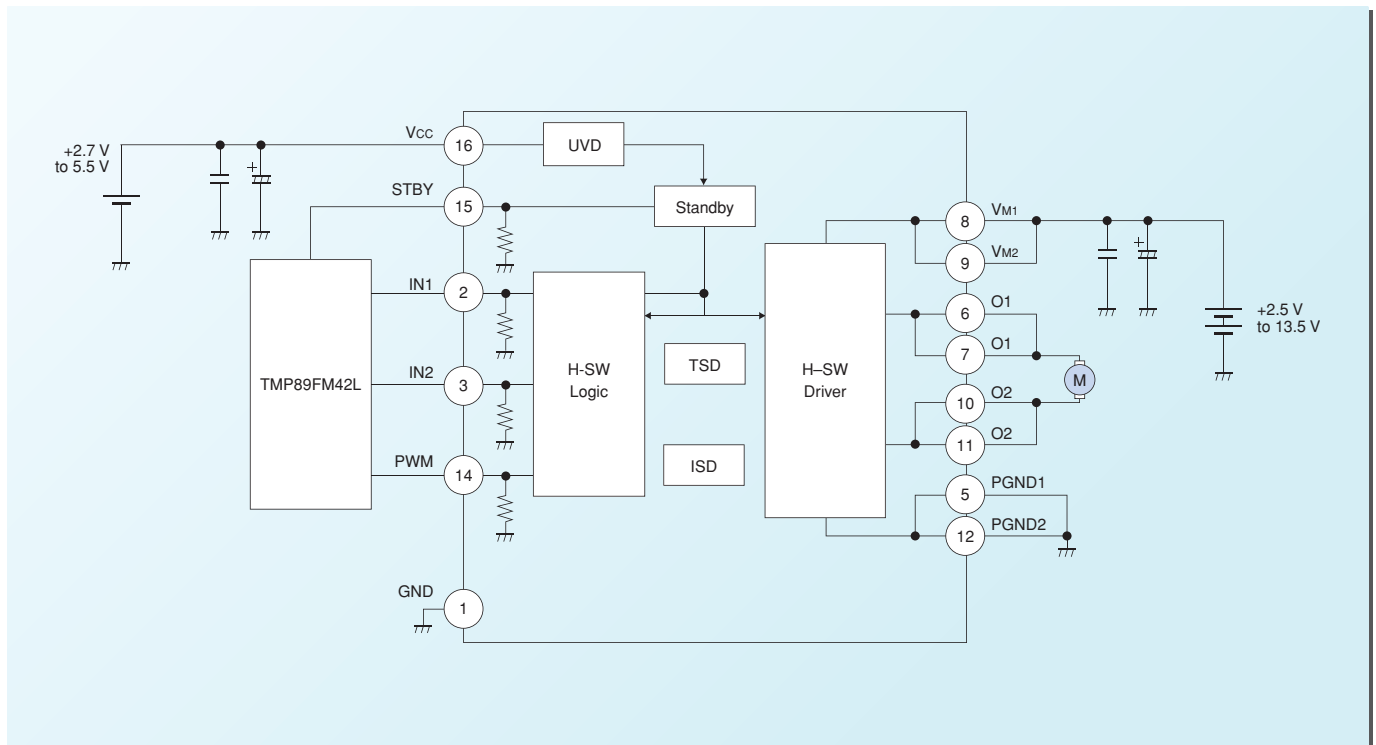 +2.7 V
to 5.5 V
VCC
16
UVD
STBY
15
Standby
TMP89FM42L
IN1
2
IN2
3
PWM
14
GND
1
H-SW
Logic
TSD
ISD
H–SW
Driver
8
VM1
9
VM2
6
O1
7
O1
10
O2
11
O2
5
PGND1
12
PGND2
+
+
M
+2.5 V
to 13.5 V